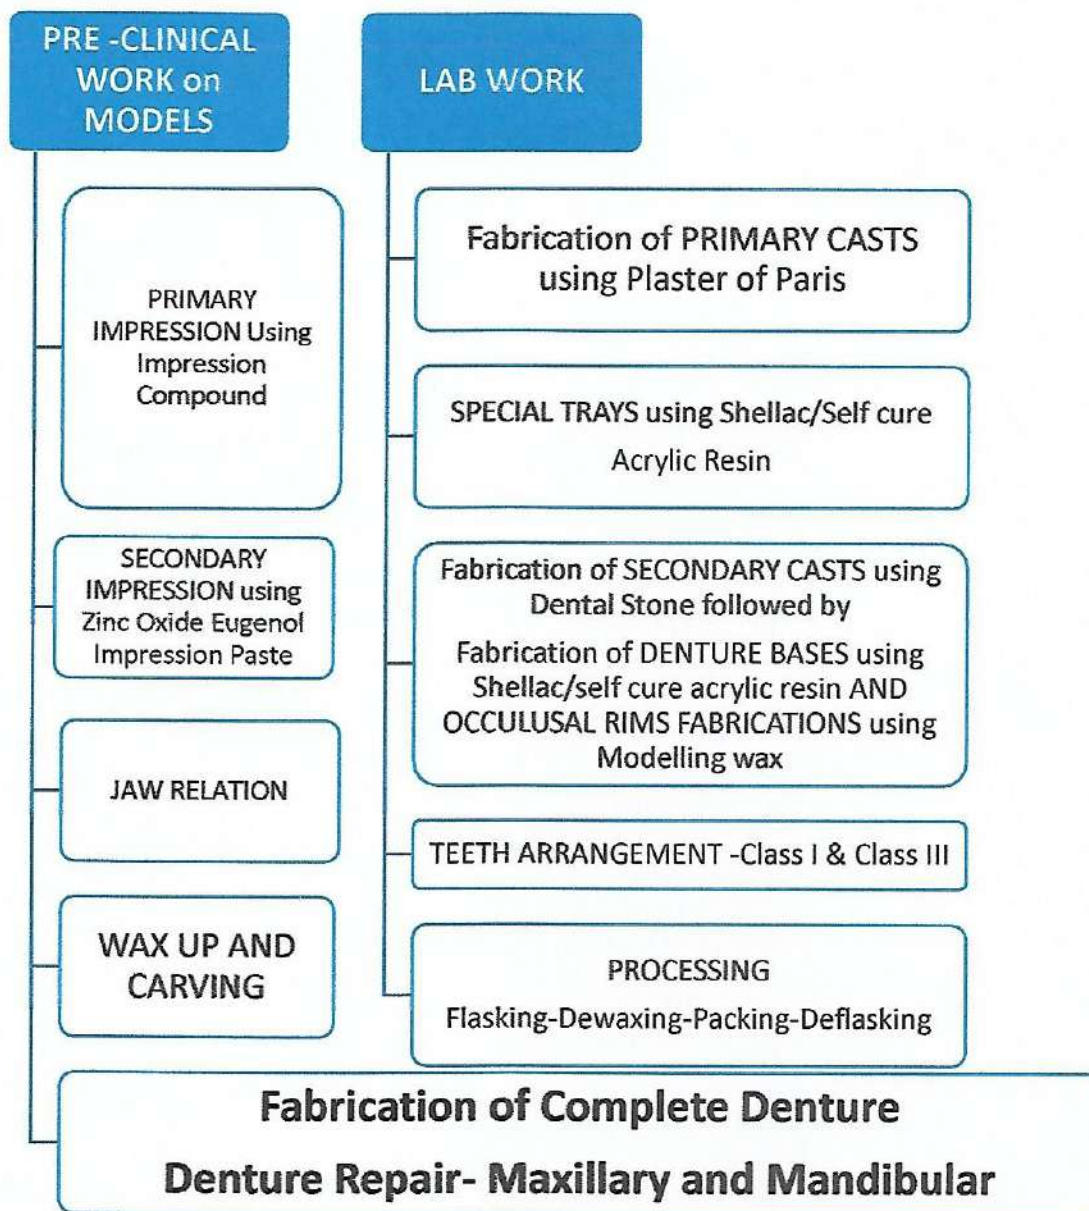 PRE -CLINICAL
WORK on
MODELS
PRIMARY
IMPRESSION Using
Impression
Compound
SECONDARY
IMPRESSION using
Zinc Oxide Eugenol
Impression Paste
JAW RELATION
WAX UP AND
CARVING
Fabrication of Complete Denture
Denture Repair- Maxillary and Mandibular
LAB WORK
Fabrication of PRIMARY CASTS
using Plaster of Paris
SPECIAL TRAYS using Shellac/Self cure
Acrylic Resin
Fabrication of SECONDARY CASTS using
Dental Stone followed by
Fabrication of DENTURE BASES using
Shellac/self cure acrylic resin AND
OCCULUSAL RIMS FABRICATIONS using
Modelling wax
TEETH ARRANGEMENT -Class I & Class III
PROCESSING
Flasking-Dewaxing-Packing-Deflasking